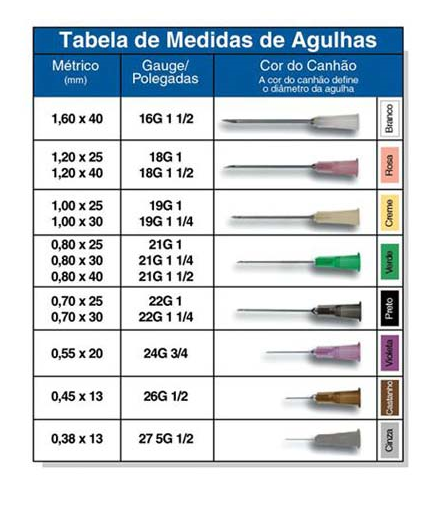 Tabela de Medidas de Agulhas
Métrico
(mm)
Gauge/
Polegadas
Cor do Canhão
A cor do canhão define
o diâmetro da agulha
1,60 x 40
16G 1 1/2
Branco
1,20 x 25
18G 1
1,20 x 40
18G 1 1/2
Rosa
1,00 x 25
19G 1
1,00 x 30
19G 1 1/4
Creme
0,80 x 25
21G 1
0,80 x 30
21G 1 1/4
0,80 x 40
21G 1 1/2
Verde
0,70 x 25
22G 1
0,70 x 30
22G 1 1/4
Preto
0,55 x 20
24G 3/4
Violeta
0,45 x 13
26G 1/2
Castanho
0,38 x 13
27 5G 1/2
Cinza